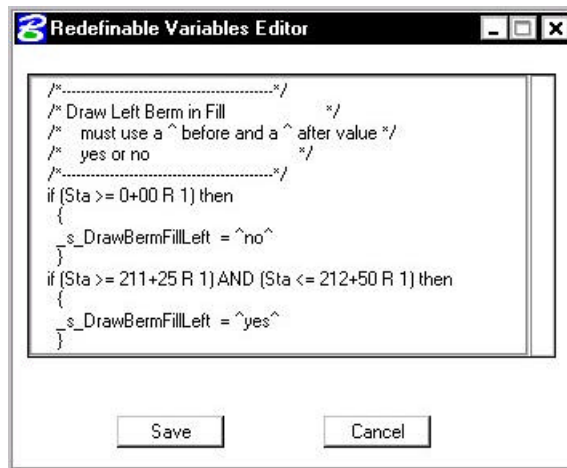 Redefinable Variables Editor
/*------------------------------------------*/
/* Draw Left Berm in Fill */
/* must use a ^ before and a ^ after value */
/* yes or no */
/*------------------------------------------*/
if (Sta >= 0+00 R 1) then
{
_s_DrawBermFillLeft = ^no^
}
if (Sta >= 211+25 R 1) AND (Sta <= 212+50 R 1) then
{
_s_DrawBermFillLeft = ^yes^
}
Save Cancel